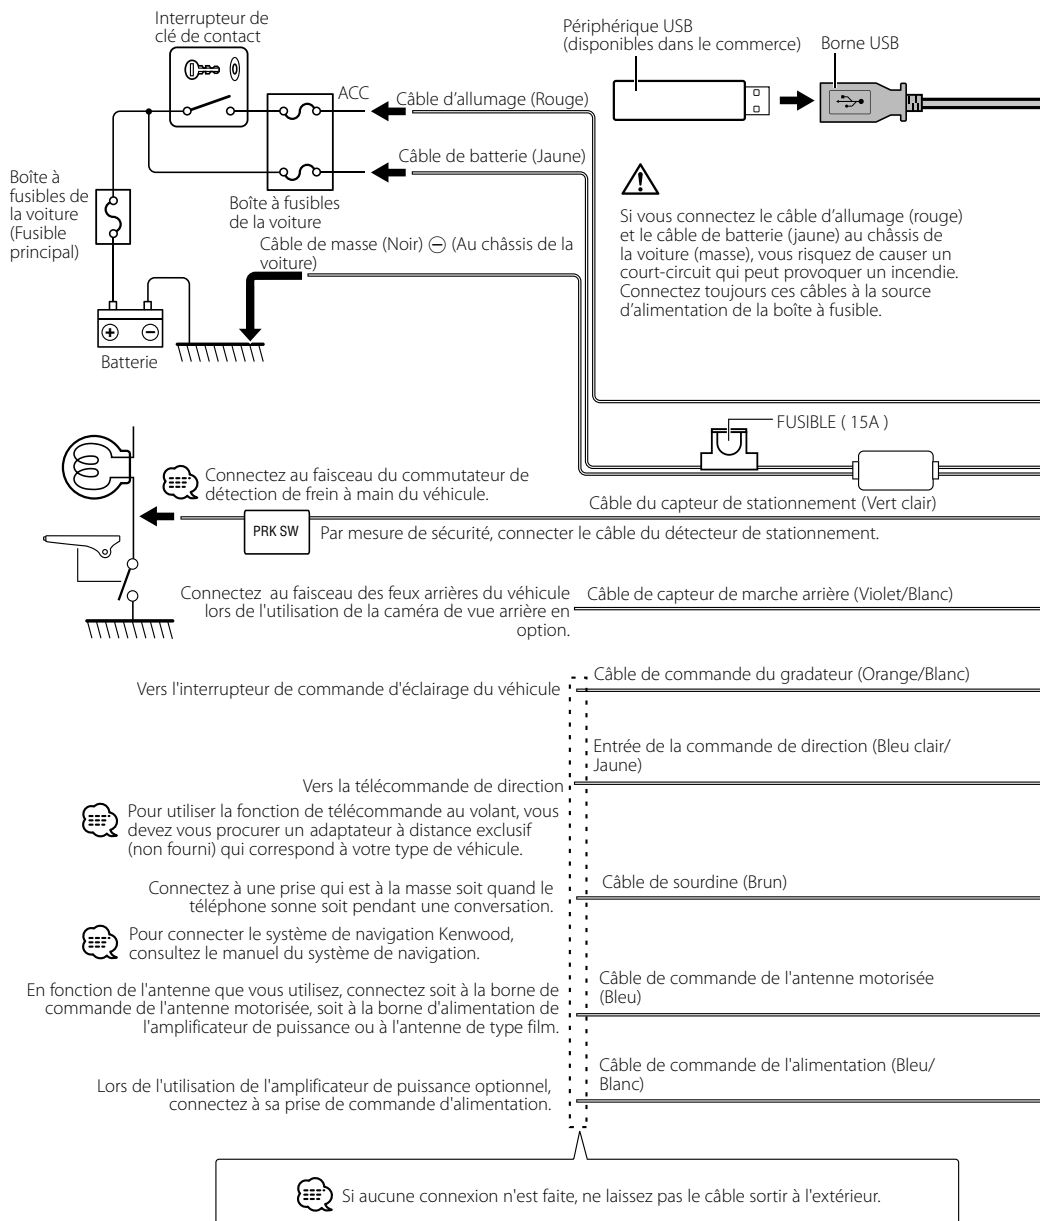 Interrupteur de
clé de contact
ACC
Câble d'allumage (Rouge)
Câble de batterie (Jaune)
Boîte à
fusibles de
la voiture
(Fusible
principal)
Boîte à fusibles
de la voiture
Câble de masse (Noir) ⊖ (Au châsis de la
voiture)
Batterie
Périphérique USB
(disponibles dans le commerce)
Borne USB
Si vous connectez le câble d'allumage (rouge)
et le câble de batterie (jaune) au châssis de
la voiture (masse), vous risquez de causer un
court-circuit qui peut provoquer un incendie.
Connectez toujours ces câbles à la source
d'alimentation de la boîte à fusible.
FUSIBLE ( 15A )
Connectez au faisceau du commutateur de
détection de frein à main du véhicule.
Câble du capteur de stationnement (Vert clair)
PRK SW
Par mesure de sécurité, connecter le câble du détecteur de stationnement.
Connectez au faisceau des feux arrières du véhicule
lors de l'utilisation de la caméra de vue arrière en
option.
Câble de capteur de marche arrière (Violet/Blanc)
Vers l'interrupteur de commande d'éclairage du véhicule
Câble de commande du gradateur (Orange/Blanc)
Entrée de la commande de direction (Bleu clair/
Jaune)
Vers la télécommande de direction
Pour utiliser la fonction de télécommande au volant, vous
devez vous procurer un adaptateur à distance exclusif
(non fourni) qui correspond à votre type de véhicule.
Connectez à une prise qui est à la masse soit quand le
téléphone sonne soit pendant une conversation.
Câble de sourdine (Brun)
Pour connecter le système de navigation Kenwood,
consultez le manuel du système de navigation.
En fonction de l'antenne que vous utilisez, connectez soit à la borne de
commande de l'antenne motorisée, soit à la borne d'alimentation de
l'amplificateur de puissance ou à l'antenne de type film.
Câble de commande de l'antenne motorisée
(Bleu)
Lors de l'utilisation de l'amplificateur de puissance optionnel,
connectez à sa prise de commande d'alimentation.
Câble de commande de l'alimentation (Bleu/
Blanc)
Si aucune connexion n'est faite, ne laissez pas le câble sortir à l'extérieur.